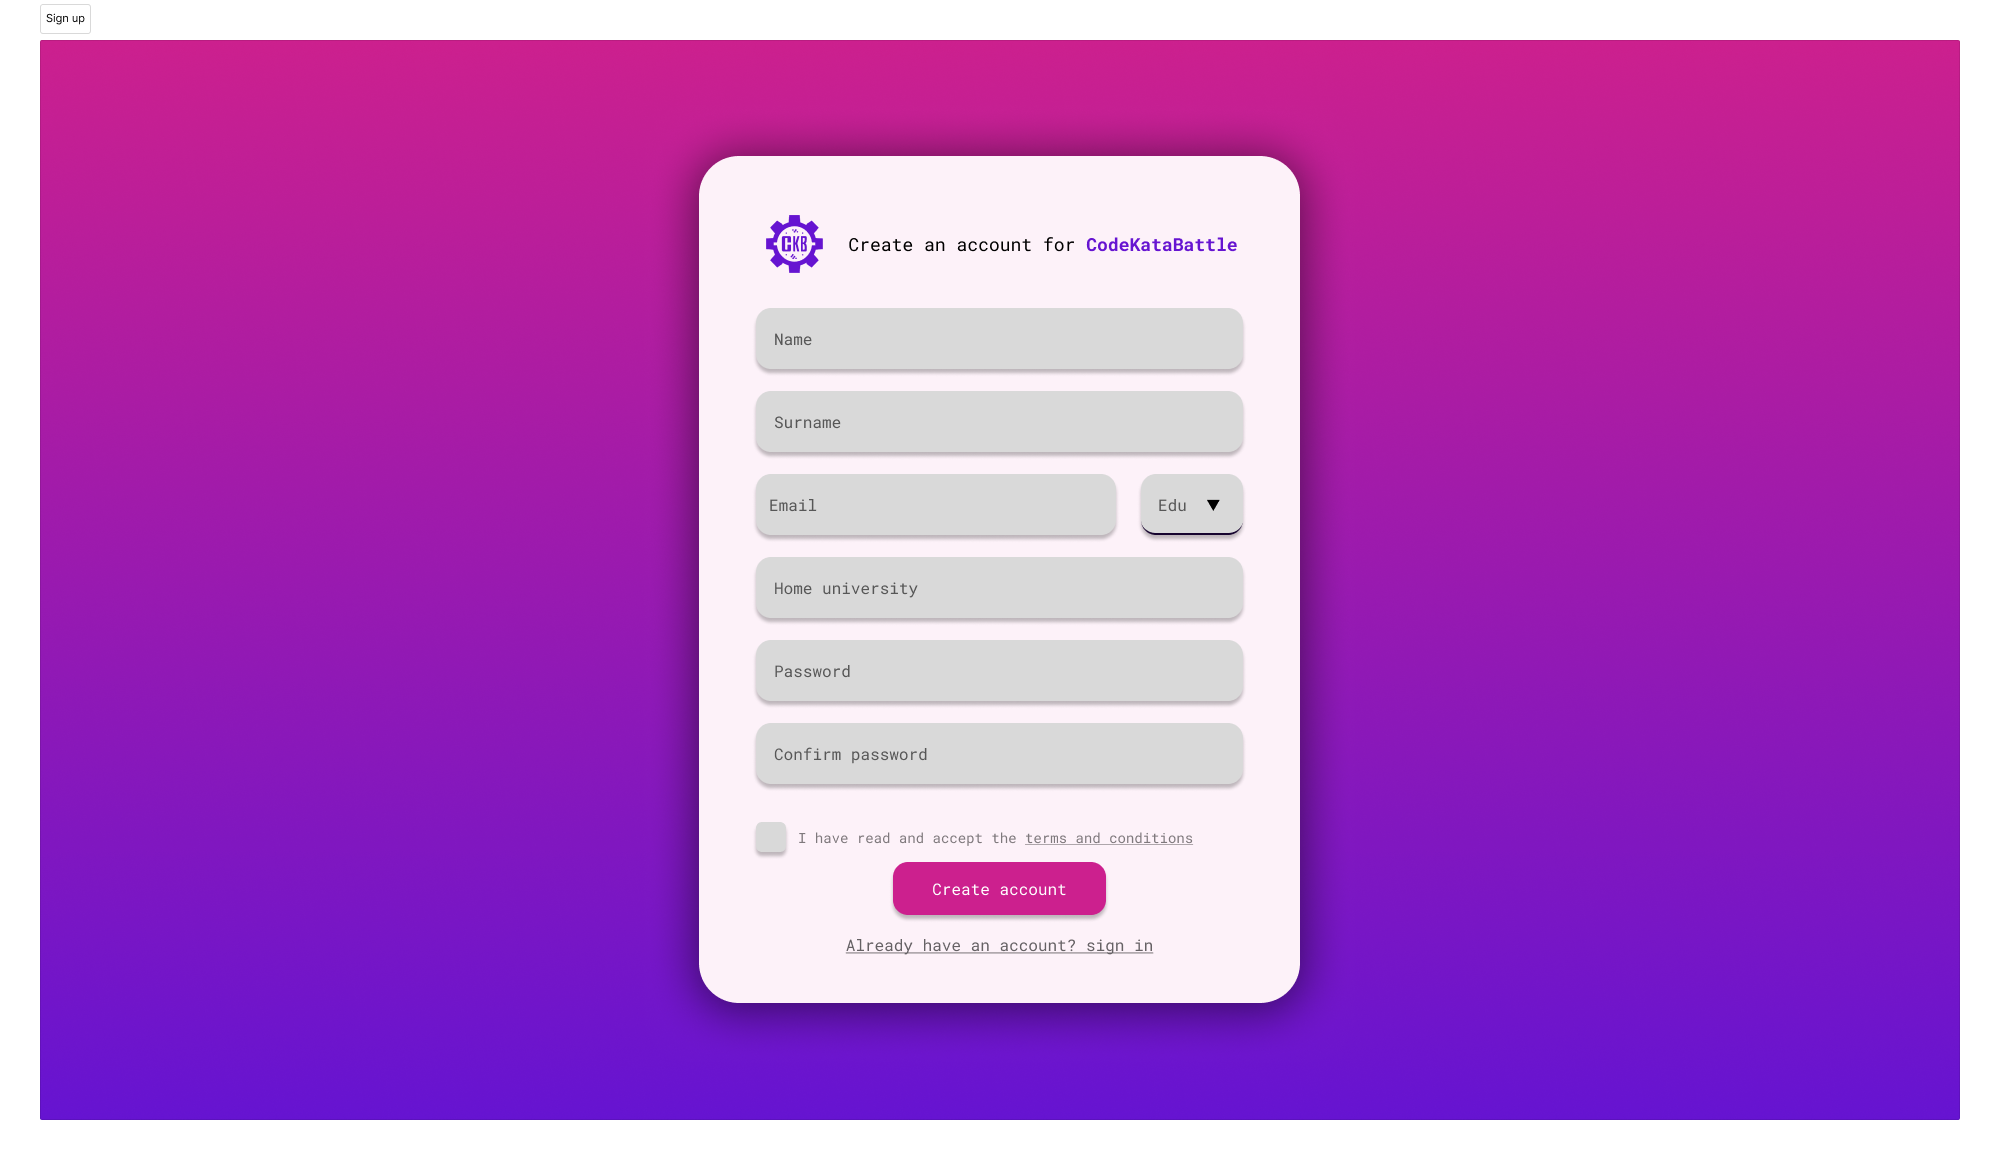 Sign up
CKB
Create an account for CodeKataBattle
Name
Surname
Email
Edu ▼
Home university
Password
Confirm password
I have read and accept the terms and conditions
Create account
Already have an account? sign in